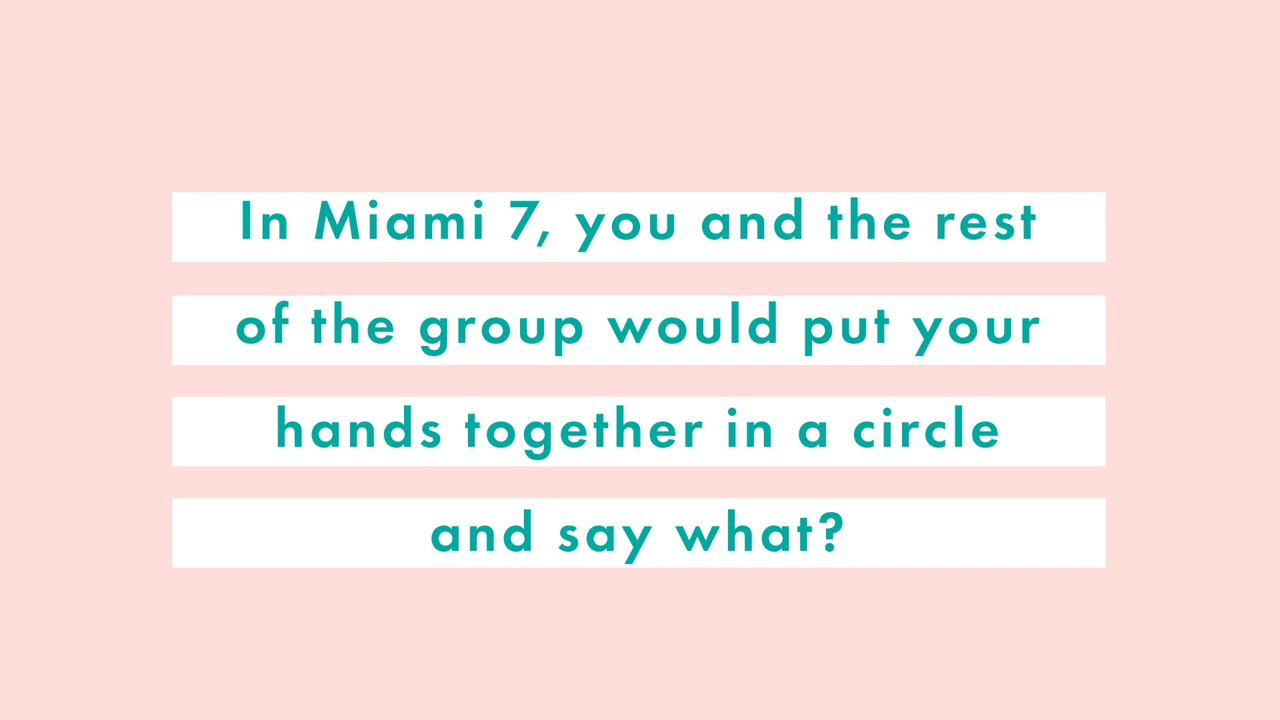 In Miami 7, you and the rest
of the group would put your
hands together in a circle
and say what?